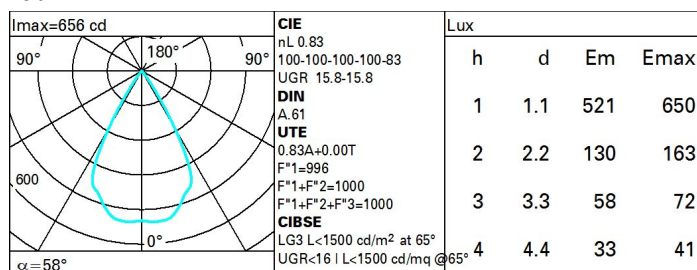 Imax=656 cd
90°
180°
90°
600
0°
α=58°
CIE
nL 0.83
100-100-100-100-83
UGR 15.8-15.8
DIN
A.61
UTE
0.83A+0.00T
F"1=996
F"1+F"2=1000
F"1+F"2+F"3=1000
CIBSE
LG3 L<1500 cd/m² at 65°
UGR<16 | L<1500 cd/mq @65°
Lux
h d Em Emax
1 1.1 521 650
2 2.2 130 163
3 3.3 58 72
4 4.4 33 41